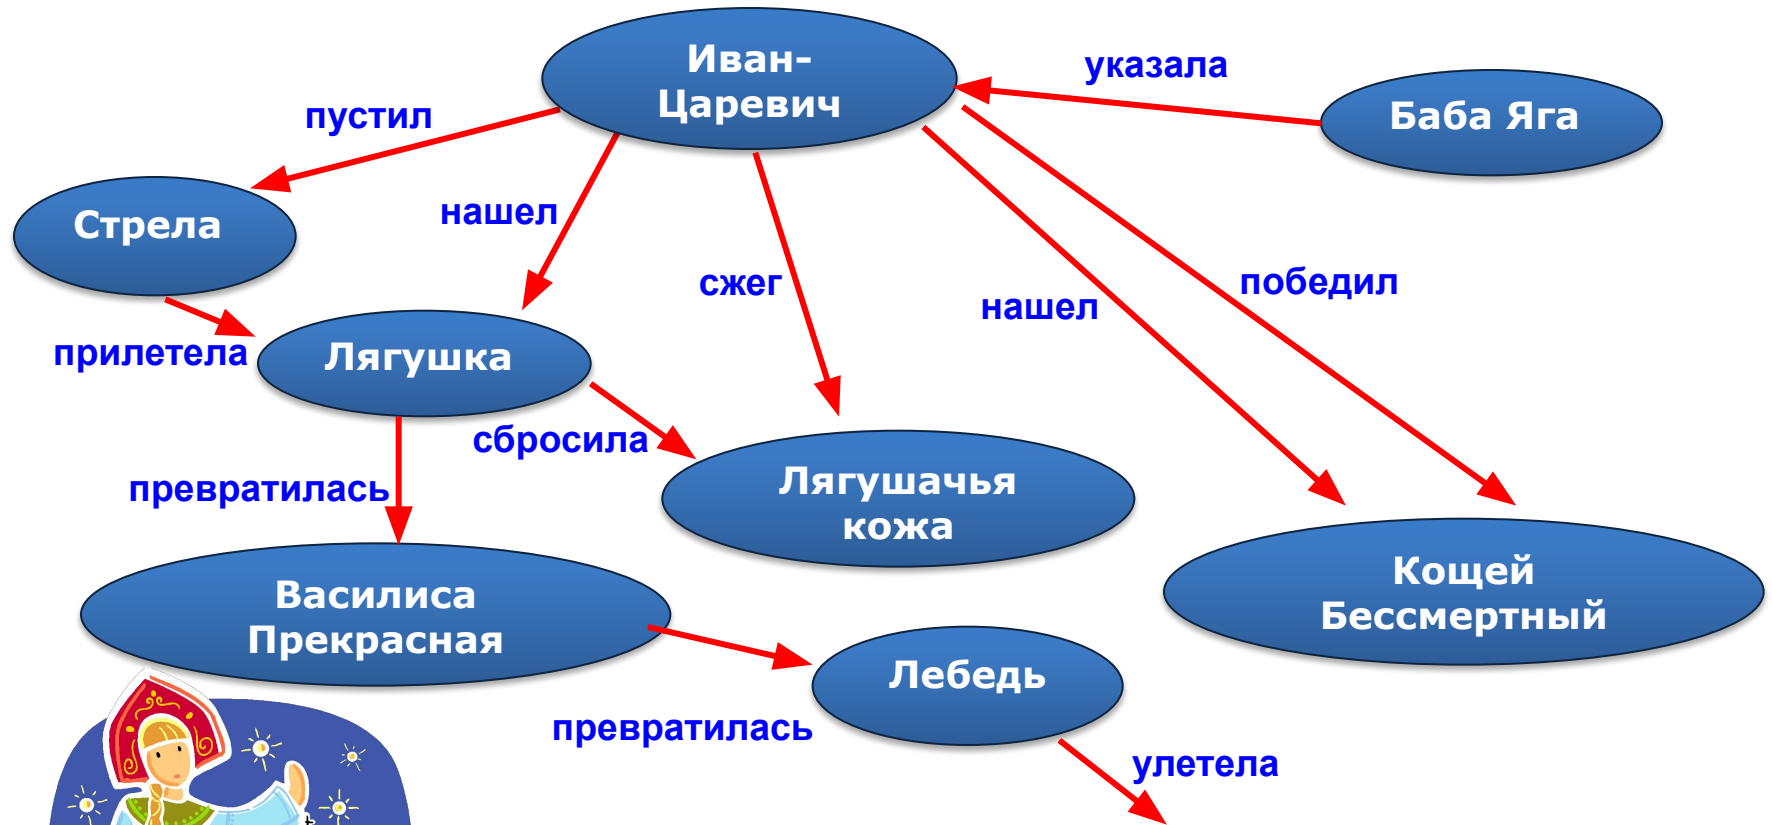 Иван-
Царевич
указала
Баба Яга
пустил
Стрела
нашел
сжег
нашел
победил
прилетела
Лягушка
сбросила
превратилась
Лягушачья
кожа
Василиса
Прекрасная
Кощей
Бессмертный
Лебедь
превратилась
улетела